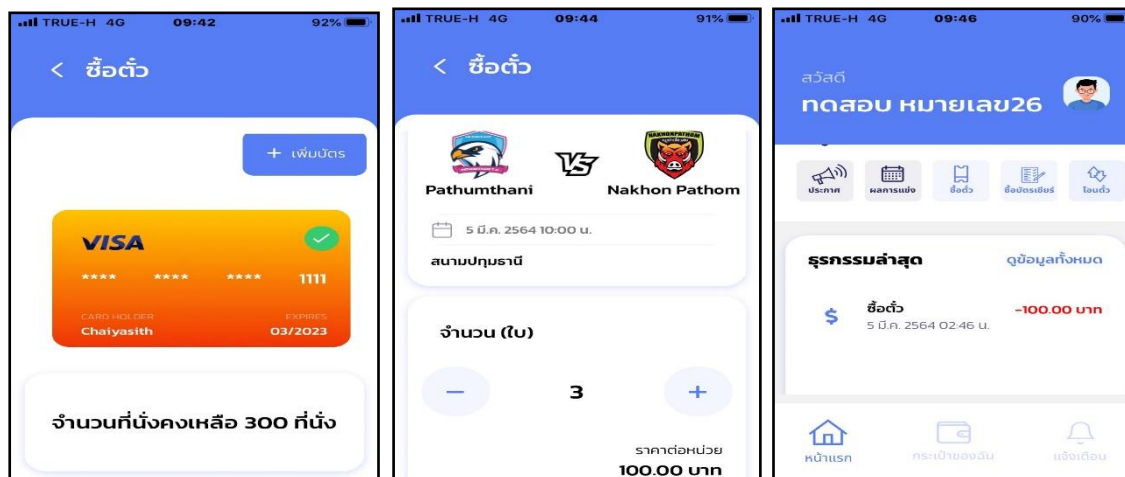 TRUE-H 4G 09:42 92%
ซื้อตั๋ว
+ เพิ่มบัตร
VISA
**** **** **** 1111
CARD HOLDER EXPIRES
Chaiyasith 03/2023
จำนวนที่นั่งคงเหลือ 300 ที่นั่ง
TRUE-H 4G 09:44 91%
ซื้อตั๋ว
NAKHONPATHOM
VS
Pathumthani Nakhon Pathom
5 มี.ค. 2564 10:00 น.
สนามปทุมธานี
จำนวน (ใบ)
− 3 +
ราคาต่อหน่วย
100.00 บาท
TRUE-H 4G 09:46 90%
สวัสดี
ทดสอบ หมายเลข26
ประกาศ ผลการแข่ง ซื้อตั๋ว ซื้อบัตรเชียร์ โอนตั๋ว
ธุรกรรมล่าสุด ดูข้อมูลทั้งหมด
$ ซื้อตั๋ว -100.00 บาท
5 มี.ค. 2564 02:46 น.
หน้าแรก กระเป๋าของฉัน แจ้งเตือน